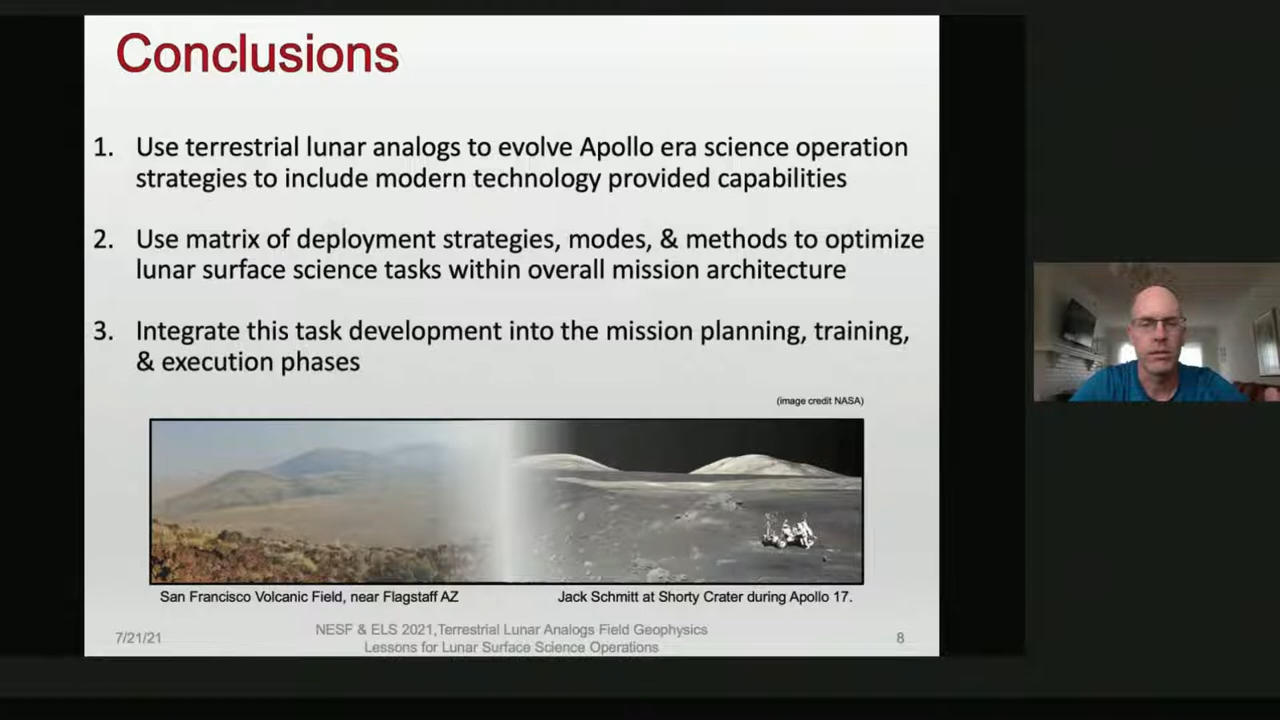 Conclusions
1. Use terrestrial lunar analogs to evolve Apollo era science operation
strategies to include modern technology provided capabilities
2. Use matrix of deployment strategies, modes, & methods to optimize
lunar surface science tasks within overall mission architecture
3. Integrate this task development into the mission planning, training,
& execution phases
(image credit NASA)
San Francisco Volcanic Field, near Flagstaff AZ
Jack Schmitt at Shorty Crater during Apollo 17.
7/21/21
NESF & ELS 2021,Terrestrial Lunar Analogs Field Geophysics
Lessons for Lunar Surface Science Operations
8